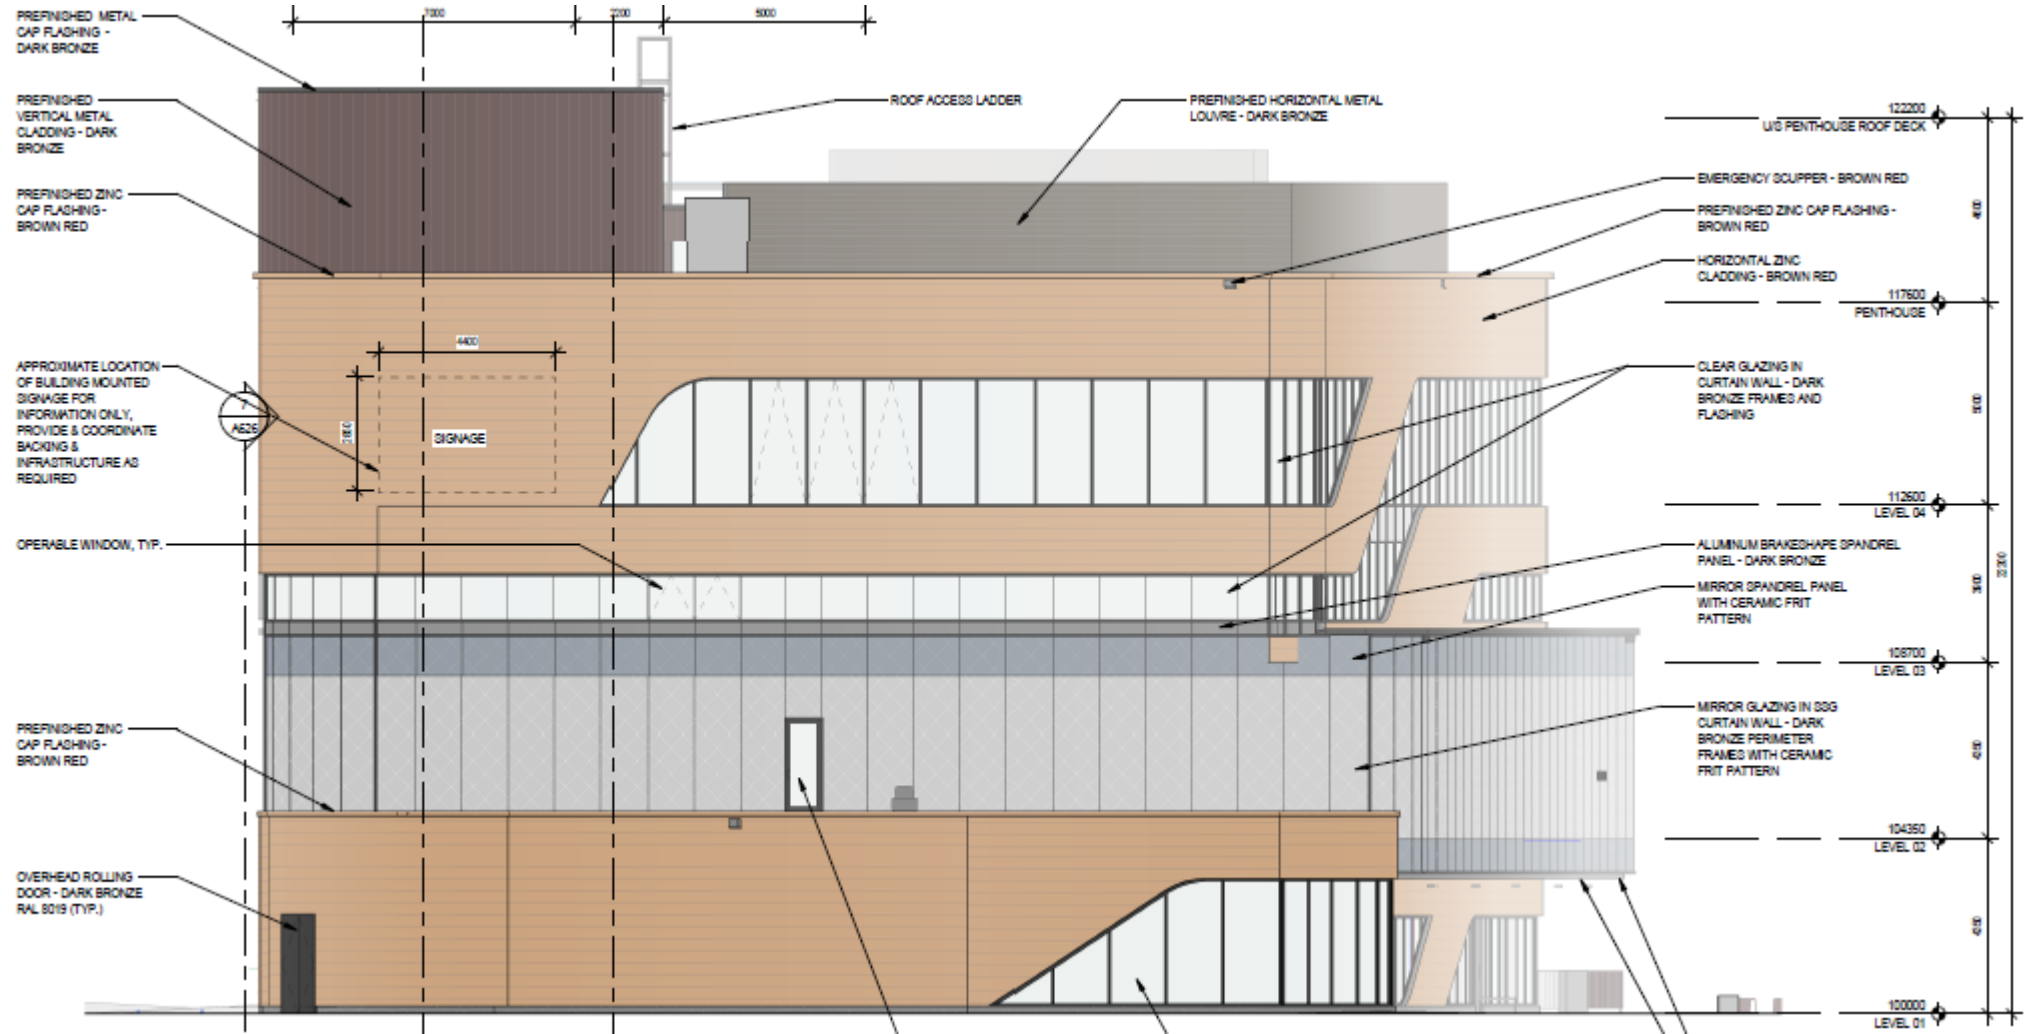 7000
2200
5000
PREFINISHED METAL
CAP FLASHING -
DARK BRONZE
PREFINISHED
VERTICAL METAL
CLADDING - DARK
BRONZE
PREFINISHED ZINC
CAP FLASHING -
BROWN RED
APPROXIMATE LOCATION
OF BUILDING MOUNTED
SIGNAGE FOR
INFORMATION ONLY,
PROVIDE & COORDINATE
BACKING &
INFRASTRUCTURE AS
REQUIRED
7
A626
4400
SIGNAGE
OPERABLE WINDOW, TYP.
PREFINISHED ZINC
CAP FLASHING -
BROWN RED
OVERHEAD ROLLING
DOOR - DARK BRONZE
RAL 8019 (TYP.)
ROOF ACCESS LADDER
PREFINISHED HORIZONTAL METAL
LOUVRE - DARK BRONZE
EMERGENCY SCUPPER - BROWN RED
PREFINISHED ZINC CAP FLASHING -
BROWN RED
HORIZONTAL ZINC
CLADDING - BROWN RED
CLEAR GLAZING IN
CURTAIN WALL - DARK
BRONZE FRAMES AND
FLASHING
ALUMINUM BRAKESHAPE SPANDREL
PANEL - DARK BRONZE
MIRROR SPANDREL PANEL
WITH CERAMIC FRIT
PATTERN
MIRROR GLAZING IN SSG
CURTAIN WALL - DARK
BRONZE PERIMETER
FRAMES WITH CERAMIC
FRIT PATTERN
122200
U/S PENTHOUSE ROOF DECK
4600
117600
PENTHOUSE
5000
112600
LEVEL 04
3900
108700
LEVEL 03
4350
104350
LEVEL 02
4350
100000
LEVEL 01